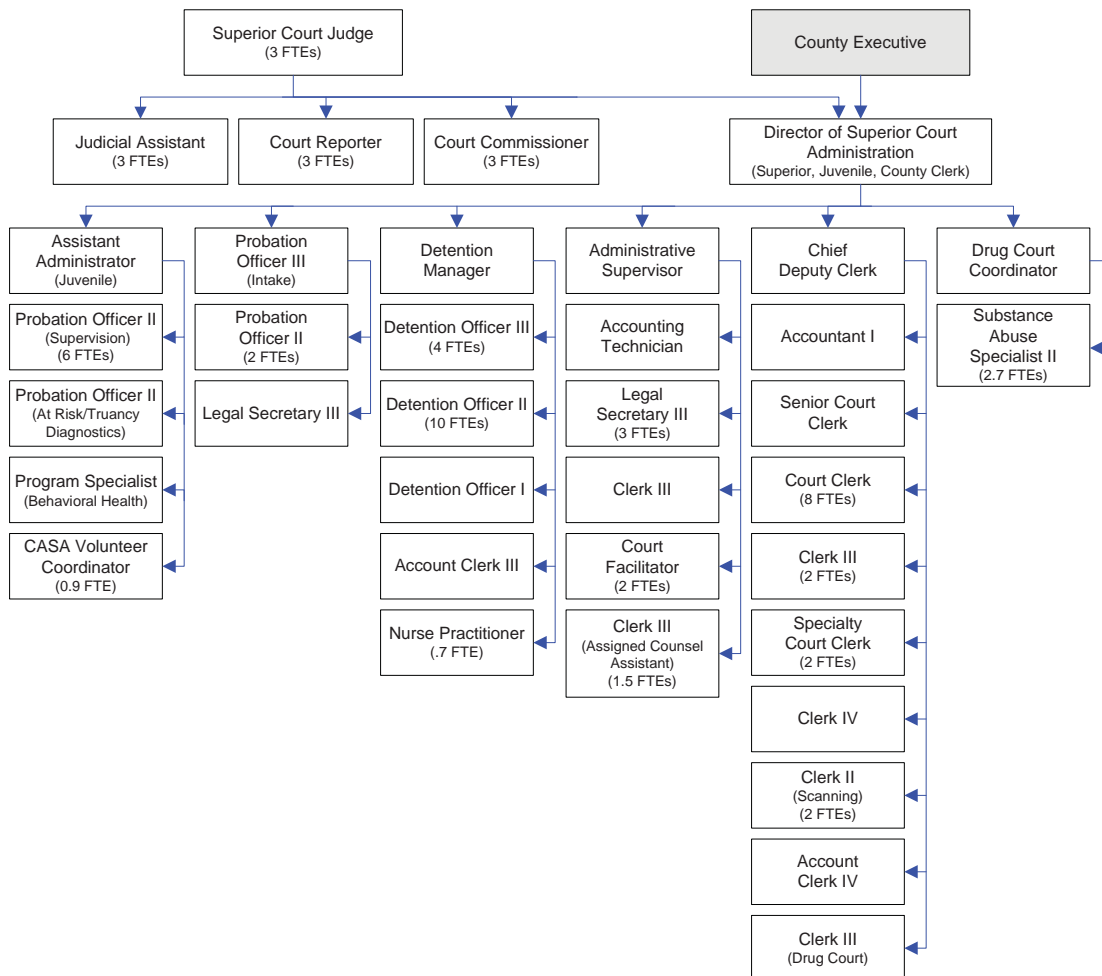 Superior Court Judge
(3 FTEs)
County Executive
Judicial Assistant
(3 FTEs)
Court Reporter
(3 FTEs)
Court Commissioner
(3 FTEs)
Director of Superior Court
Administration
(Superior, Juvenile, County Clerk)
Assistant
Administrator
(Juvenile)
Probation Officer II
(Supervision)
(6 FTEs)
Probation Officer II
(At Risk/Truancy
Diagnostics)
Program Specialist
(Behavioral Health)
CASA Volunteer
Coordinator
(0.9 FTE)
Probation
Officer III
(Intake)
Probation
Officer II
(2 FTEs)
Legal Secretary III
Detention
Manager
Detention Officer III
(4 FTEs)
Detention Officer II
(10 FTEs)
Detention Officer I
Account Clerk III
Nurse Practitioner
(.7 FTE)
Administrative
Supervisor
Accounting
Technician
Legal
Secretary III
(3 FTEs)
Clerk III
Court
Facilitator
(2 FTEs)
Clerk III
(Assigned Counsel
Assistant)
(1.5 FTEs)
Chief
Deputy Clerk
Accountant I
Senior Court
Clerk
Court Clerk
(8 FTEs)
Clerk III
(2 FTEs)
Specialty
Court Clerk
(2 FTEs)
Clerk IV
Clerk II
(Scanning)
(2 FTEs)
Account
Clerk IV
Clerk III
(Drug Court)
Drug Court
Coordinator
Substance
Abuse
Specialist II
(2.7 FTEs)